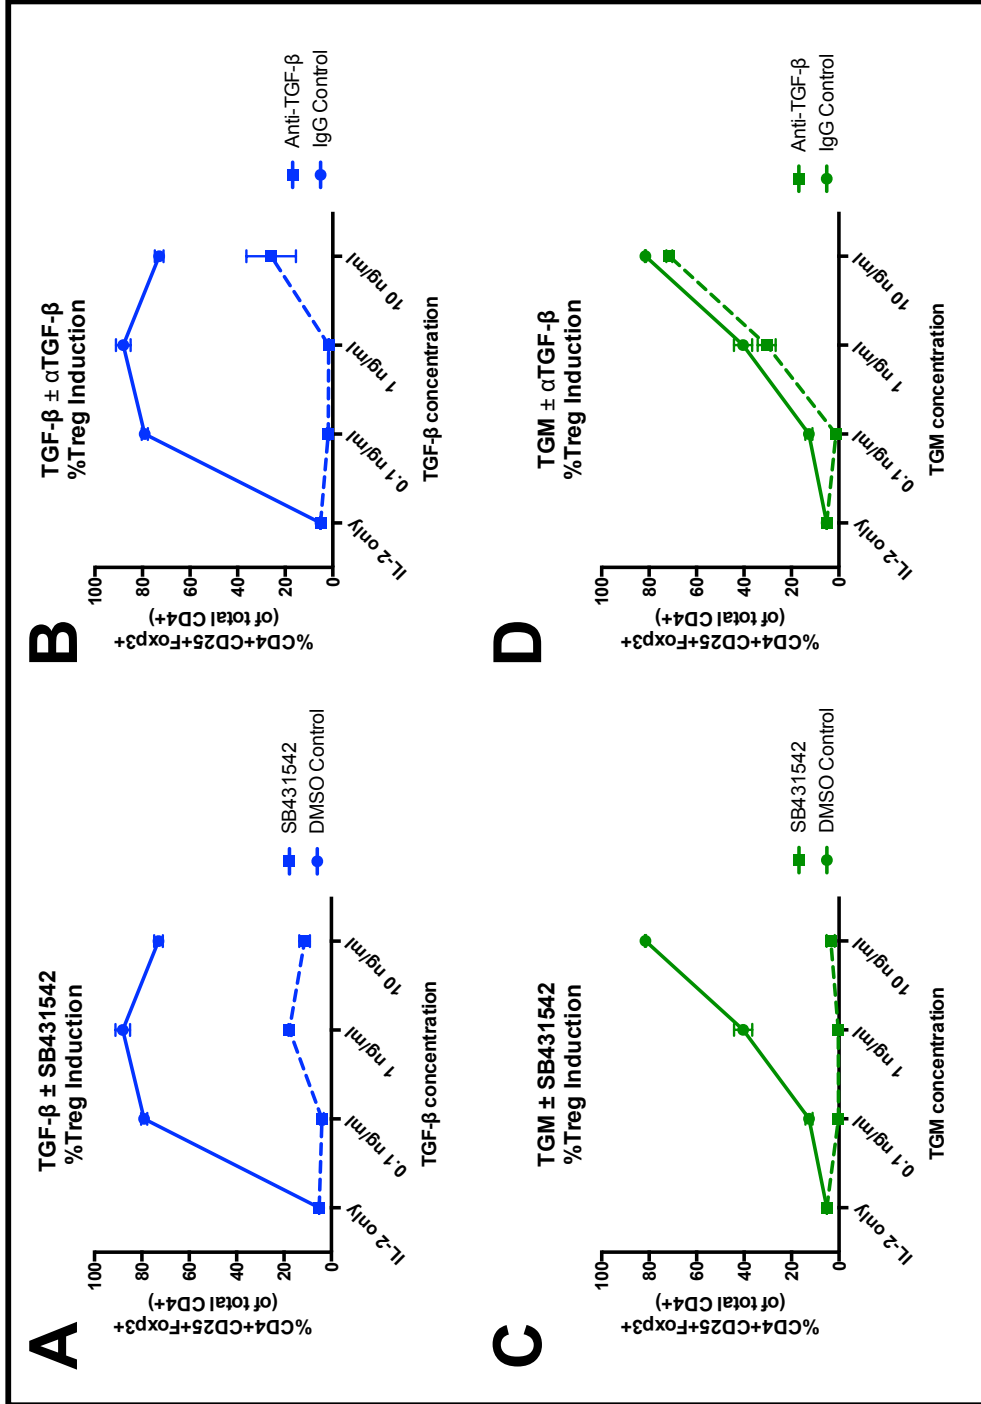 A
TGF-β ± SB431542
%Treg Induction
%CD4+CD25+Foxp3+
(of total CD4+)
100
80
60
40
20
0
IL-2 only
0.1 ng/ml
1 ng/ml
10 ng/ml
TGF-β concentration
SB431542
DMSO Control
B
TGF-β ± αTGF-β
%Treg Induction
%CD4+CD25+Foxp3+
(of total CD4+)
100
80
60
40
20
0
IL-2 only
0.1 ng/ml
1 ng/ml
10 ng/ml
TGF-β concentration
Anti-TGF-β
IgG Control
C
TGM ± SB431542
%Treg Induction
%CD4+CD25+Foxp3+
(of total CD4+)
100
80
60
40
20
0
IL-2 only
0.1 ng/ml
1 ng/ml
10 ng/ml
TGM concentration
SB431542
DMSO Control
D
TGM ± αTGF-β
%Treg Induction
%CD4+CD25+Foxp3+
(of total CD4+)
100
80
60
40
20
0
IL-2 only
0.1 ng/ml
1 ng/ml
10 ng/ml
TGM concentration
Anti-TGF-β
IgG Control